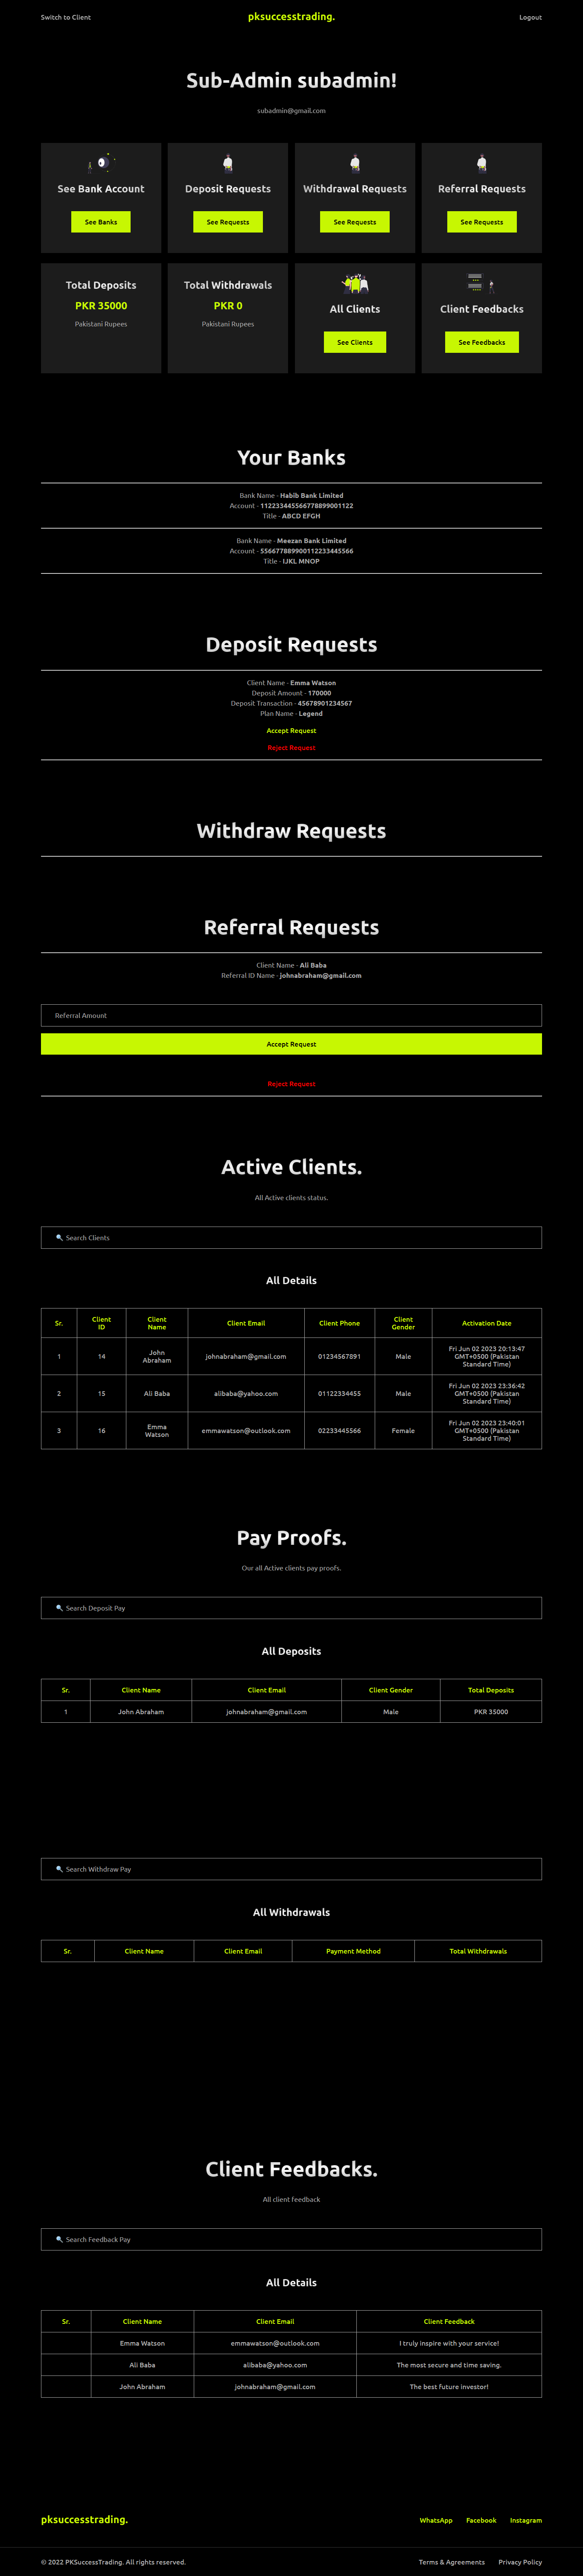 Switch to Client
pksuccesstrading.
Logout
Sub-Admin subadmin!
subadmin@gmail.com
See Bank Account
See Banks
Deposit Requests
See Requests
Withdrawal Requests
See Requests
Referral Requests
See Requests
Total Deposits
PKR 35000
Pakistani Rupees
Total Withdrawals
PKR 0
Pakistani Rupees
All Clients
See Clients
Client Feedbacks
See Feedbacks
Your Banks
Bank Name - Habib Bank Limited
Account - 112233445566778899001122
Title - ABCD EFGH
Bank Name - Meezan Bank Limited
Account - 556677889900112233445566
Title - IJKL MNOP
Deposit Requests
Client Name - Emma Watson
Deposit Amount - 170000
Deposit Transaction - 45678901234567
Plan Name - Legend
Accept Request
Reject Request
Withdraw Requests
Referral Requests
Client Name - Ali Baba
Referral ID Name - johnabraham@gmail.com
Referral Amount
Accept Request
Reject Request
Active Clients.
All Active clients status.
🔍 Search Clients
All Details
Sr. Client ID Client Name Client Email Client Phone Client Gender Activation Date
1 14 John Abraham johnabraham@gmail.com 01234567891 Male Fri Jun 02 2023 20:13:47 GMT+0500 (Pakistan Standard Time)
2 15 Ali Baba alibaba@yahoo.com 01122334455 Male Fri Jun 02 2023 23:36:42 GMT+0500 (Pakistan Standard Time)
3 16 Emma Watson emmawatson@outlook.com 02233445566 Female Fri Jun 02 2023 23:40:01 GMT+0500 (Pakistan Standard Time)
Pay Proofs.
Our all Active clients pay proofs.
🔍 Search Deposit Pay
All Deposits
Sr. Client Name Client Email Client Gender Total Deposits
1 John Abraham johnabraham@gmail.com Male PKR 35000
🔍 Search Withdraw Pay
All Withdrawals
Sr. Client Name Client Email Payment Method Total Withdrawals
Client Feedbacks.
All client feedback
🔍 Search Feedback Pay
All Details
Sr. Client Name Client Email Client Feedback
Emma Watson emmawatson@outlook.com I truly inspire with your service!
Ali Baba alibaba@yahoo.com The most secure and time saving.
John Abraham johnabraham@gmail.com The best future investor!
pksuccesstrading.
WhatsApp Facebook Instagram
© 2022 PKSuccessTrading. All rights reserved.
Terms & Agreements Privacy Policy